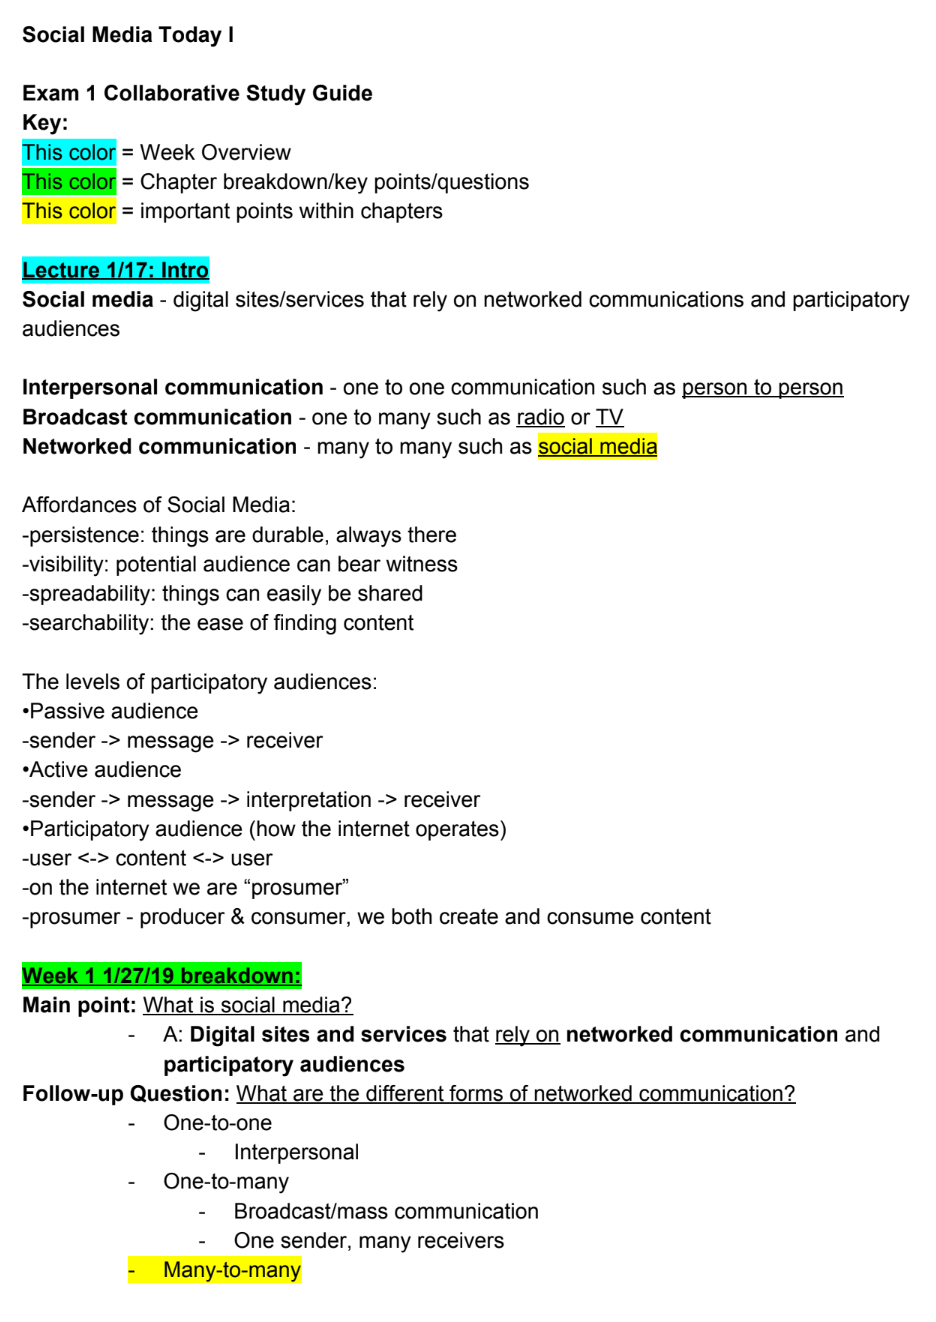 Social Media Today I
Exam 1 Collaborative Study Guide
Key:
This color = Week Overview
This color = Chapter breakdown/key points/questions
This color = important points within chapters
Lecture 1/17: Intro
Social media - digital sites/services that rely on networked communications and participatory
audiences
Interpersonal communication - one to one communication such as person to person
Broadcast communication - one to many such as radio or TV
Networked communication - many to many such as social media
Affordances of Social Media:
-persistence: things are durable, always there
-visibility: potential audience can bear witness
-spreadability: things can easily be shared
-searchability: the ease of finding content
The levels of participatory audiences:
•Passive audience
-sender -> message -> receiver
•Active audience
-sender -> message -> interpretation -> receiver
•Participatory audience (how the internet operates)
-user <-> content <-> user
-on the internet we are “prosumer”
-prosumer - producer & consumer, we both create and consume content
Week 1 1/27/19 breakdown:
Main point: What is social media?
- A: Digital sites and services that rely on networked communication and
participatory audiences
Follow-up Question: What are the different forms of networked communication?
- One-to-one
- Interpersonal
- One-to-many
- Broadcast/mass communication
- One sender, many receivers
- Many-to-many